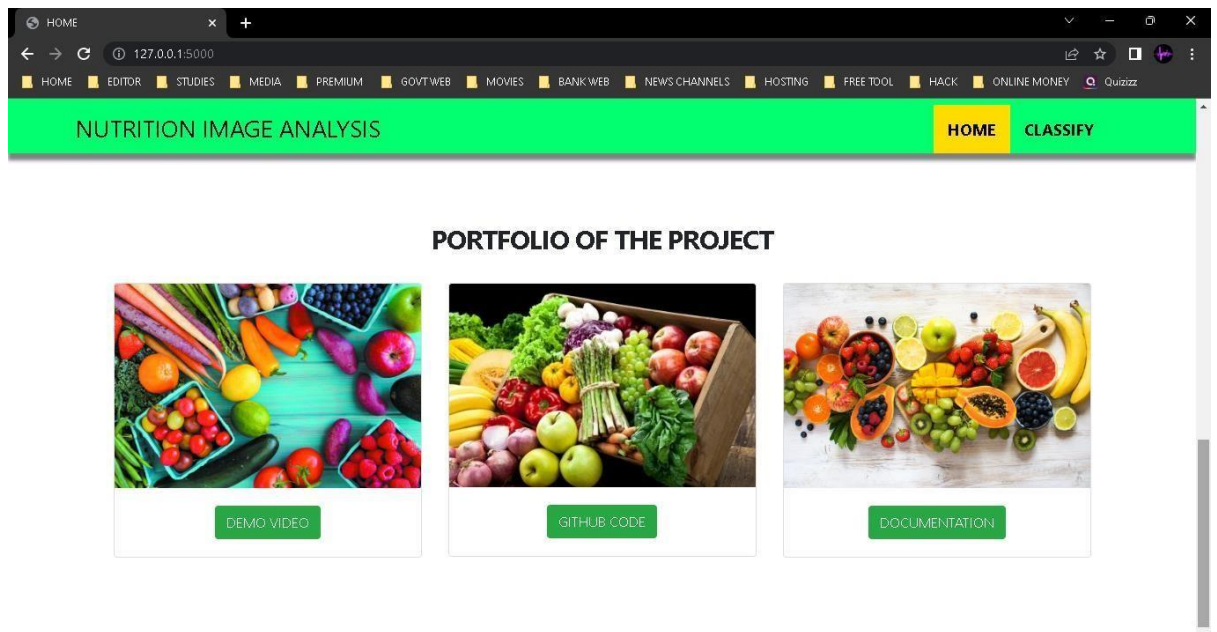 HOME
127.0.0.1:5000
HOME EDITOR STUDIES MEDIA PREMIUM GOVT WEB MOVIES BANK WEB NEWS CHANNELS HOSTING FREE TOOL HACK ONLINE MONEY Quizizz
NUTRITION IMAGE ANALYSIS HOME CLASSIFY
PORTFOLIO OF THE PROJECT
DEMO VIDEO GITHUB CODE DOCUMENTATION